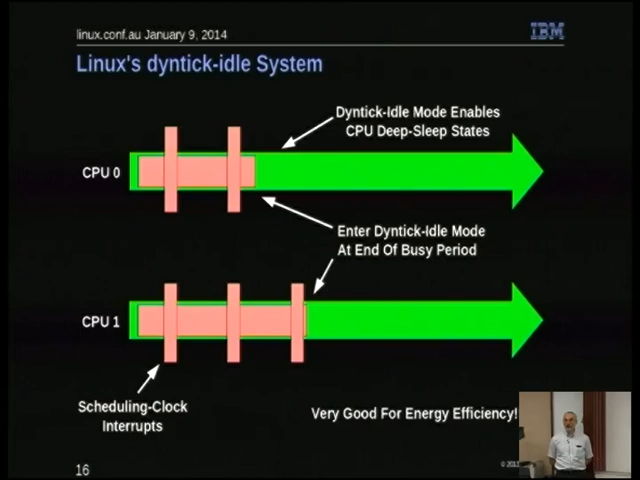 linux.conf.au January 9, 2014
IBM
Linux's dyntick-idle System
Dyntick-Idle Mode Enables
CPU Deep-Sleep States
CPU 0
Enter Dyntick-Idle Mode
At End Of Busy Period
CPU 1
Scheduling-Clock
Interrupts
Very Good For Energy Efficiency!
16